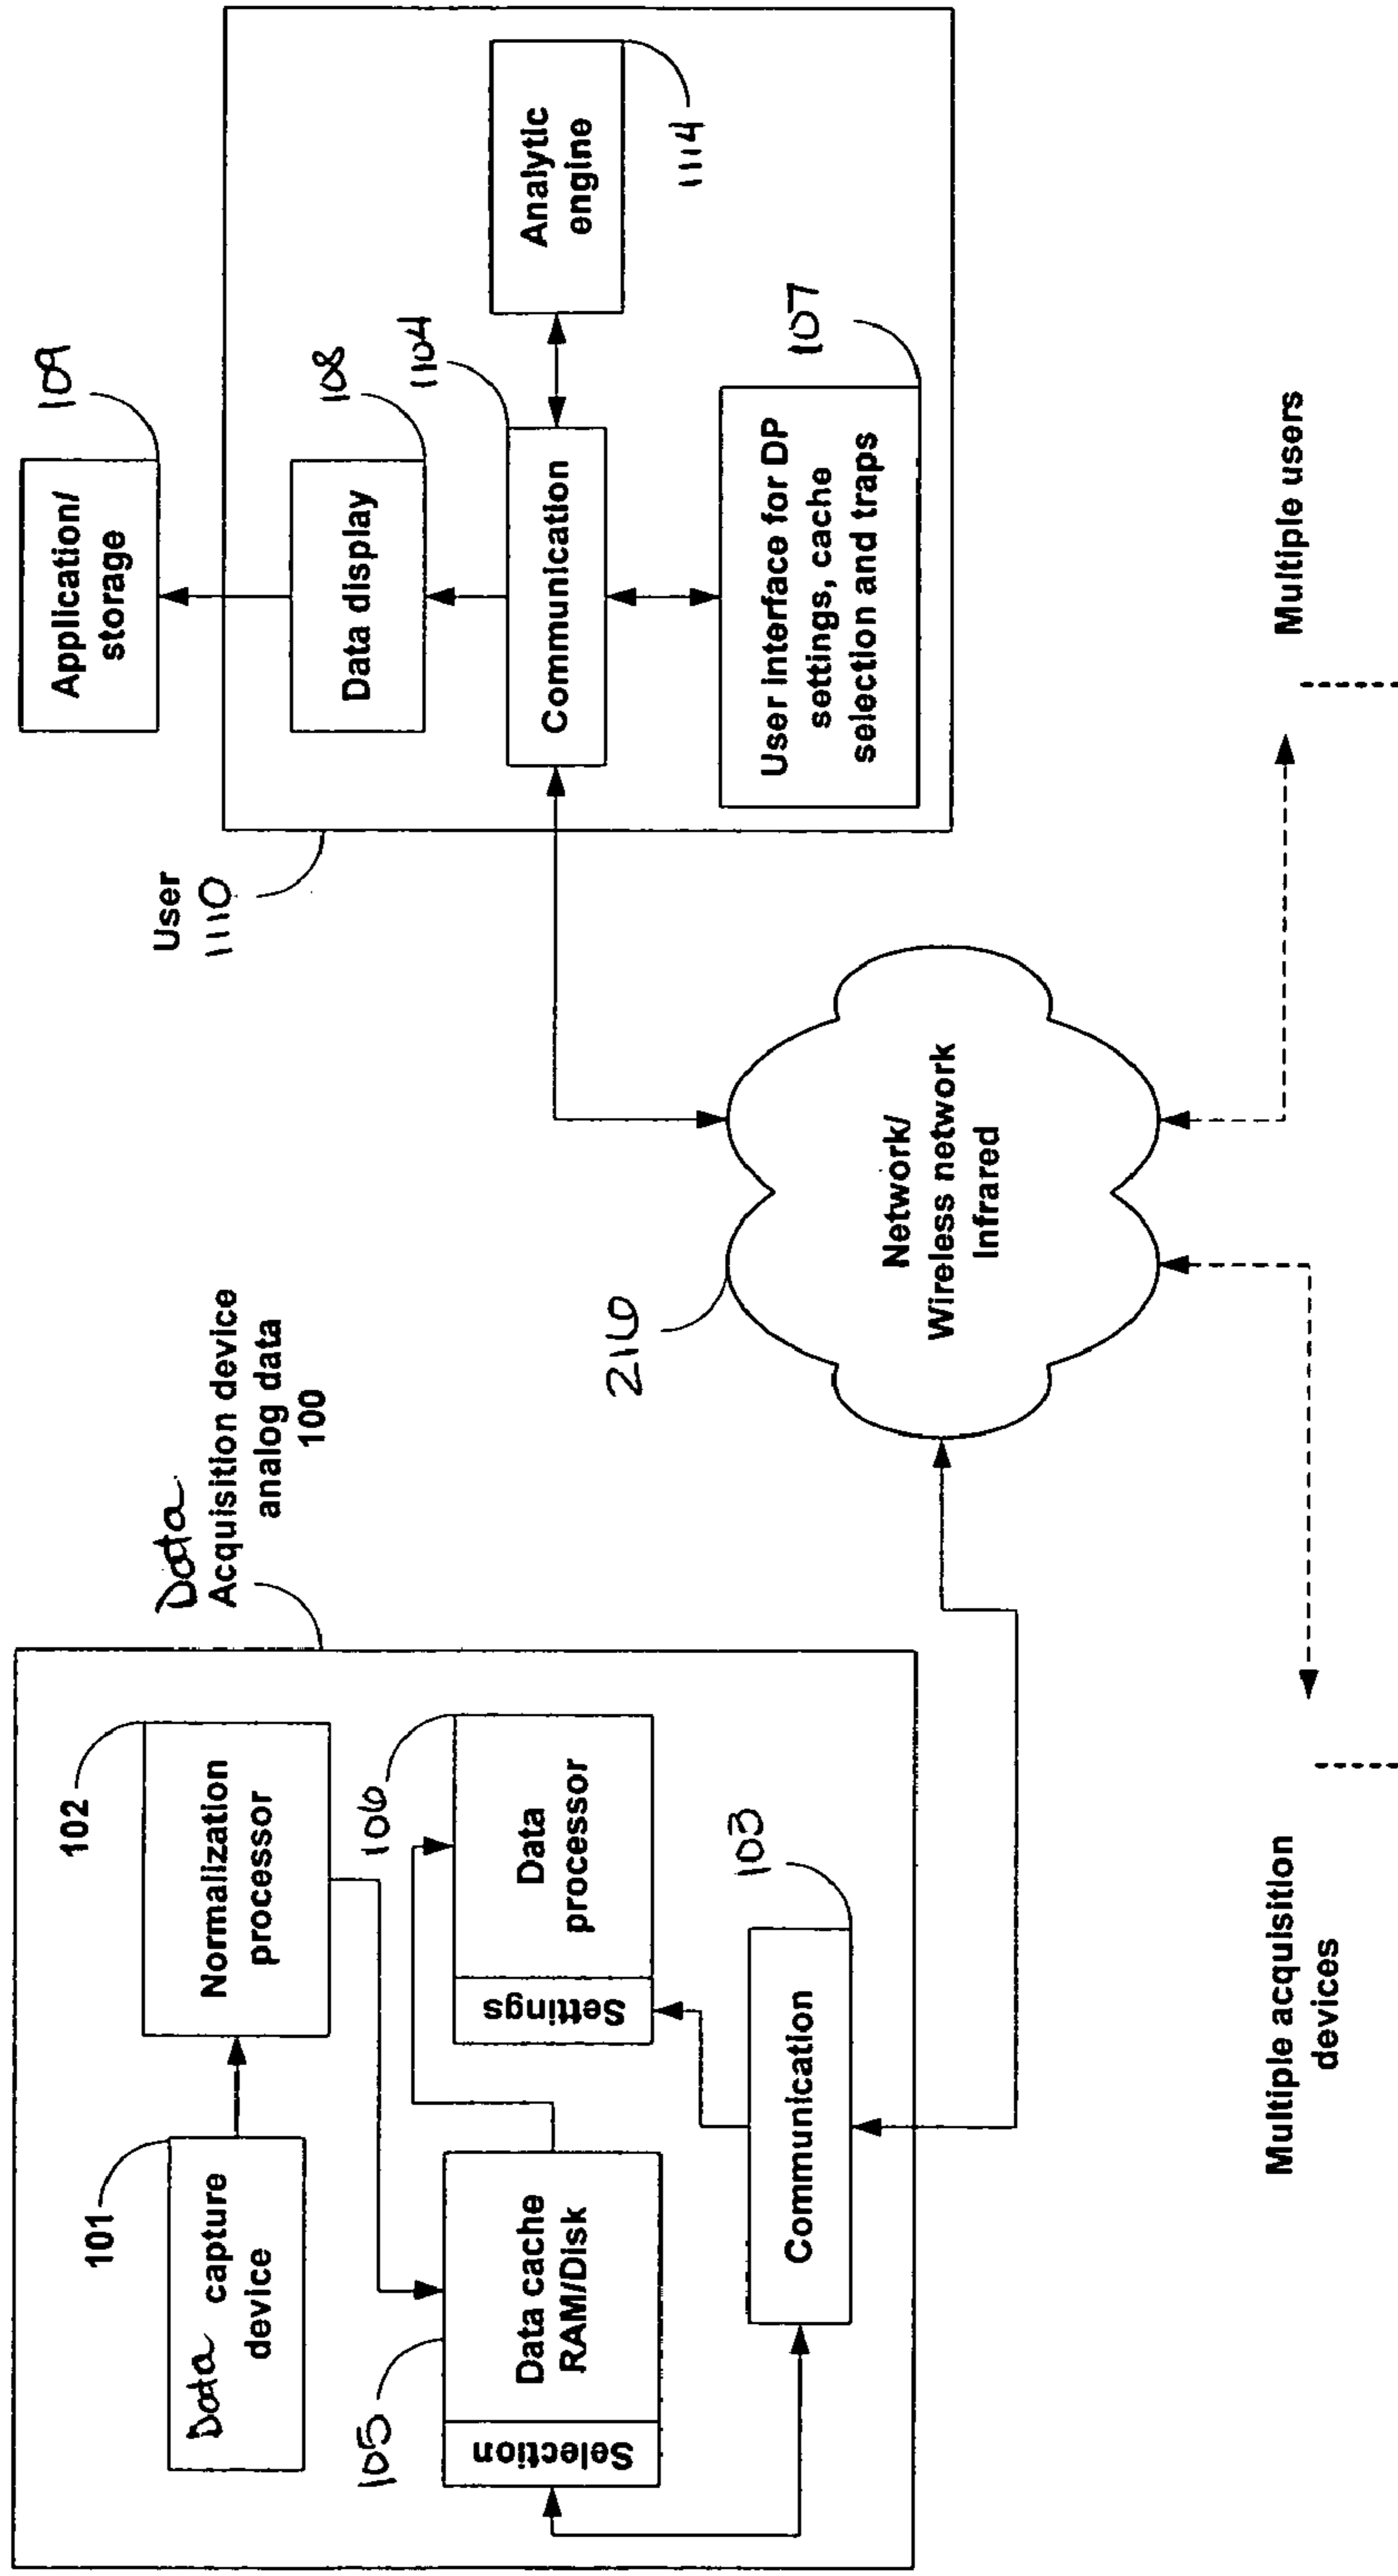 Data
Acquisition device
analog data
100
101
Data capture
device
102
Normalization
processor
105
Selection
Data cache
RAM/Disk
106
Settings
Data
processor
103
Communication
2110
Network/
Wireless network
Infrared
User
1110
109
Application/
storage
108
Data display
1104
Communication
Analytic
engine
1114
107
User interface for DP
settings, cache
selection and traps
Multiple acquisition
devices
Multiple users